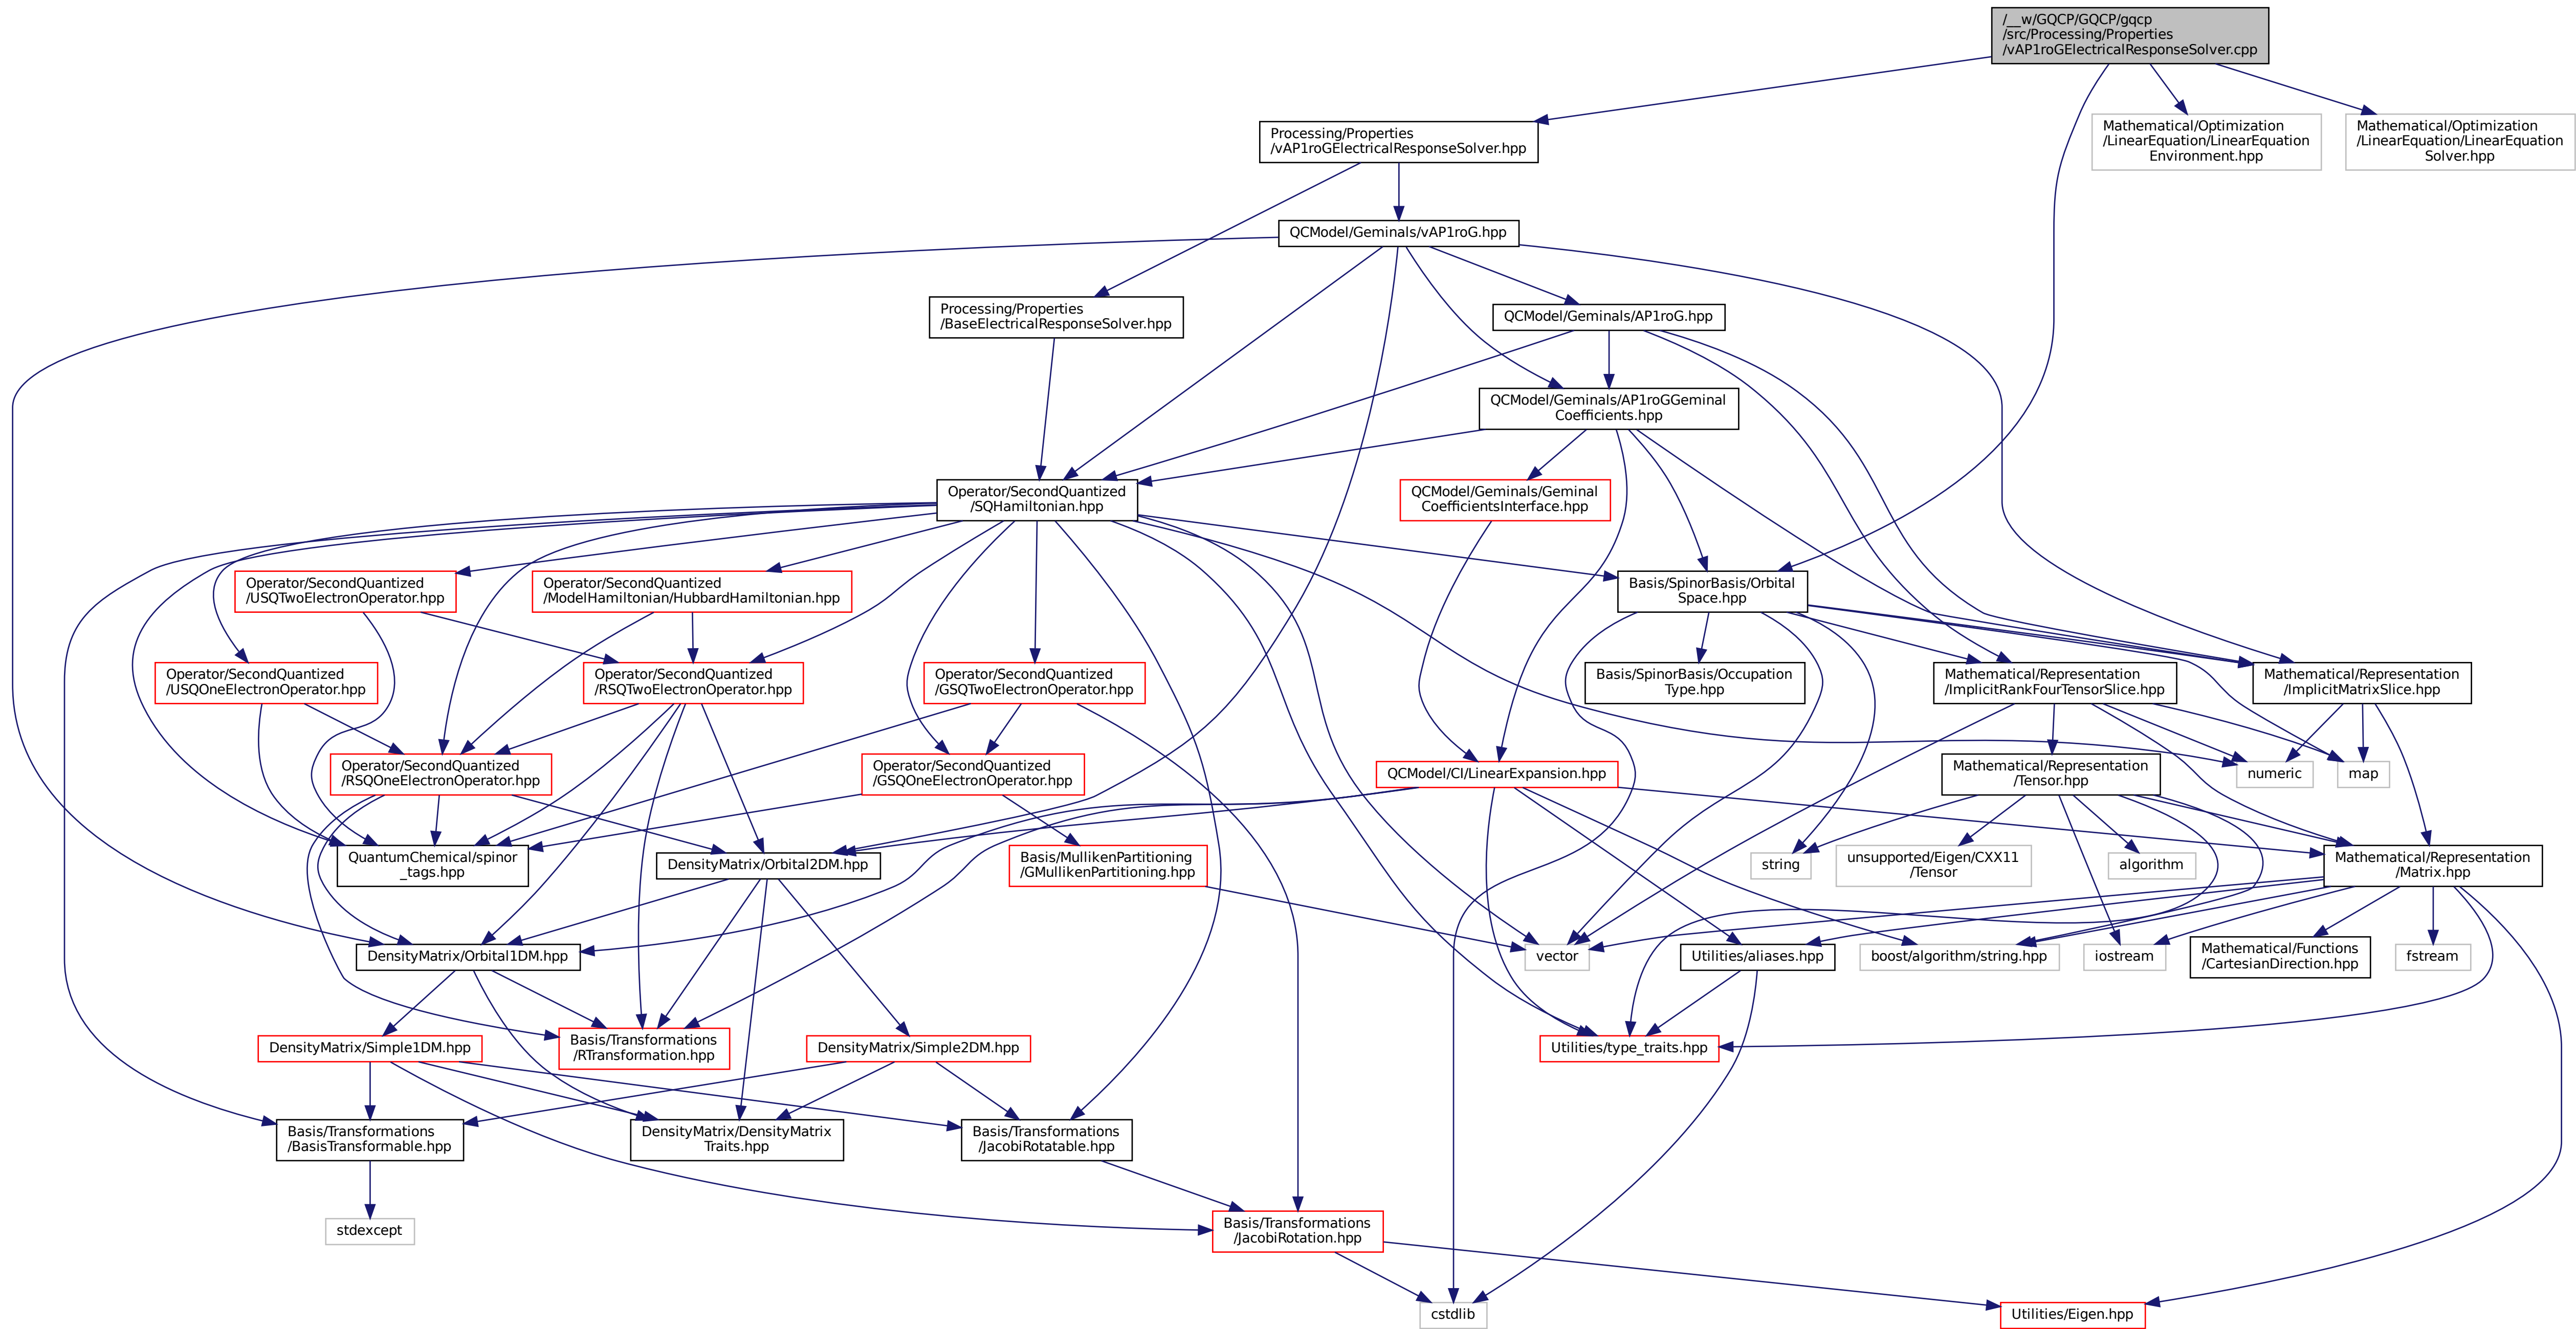 /__w/GQCP/GQCP/gqcp
/src/Processing/Properties
/vAP1roGElectricalResponseSolver.cpp
Processing/Properties
/vAP1roGElectricalResponseSolver.hpp
Mathematical/Optimization
/LinearEquation/LinearEquation
Environment.hpp
Mathematical/Optimization
/LinearEquation/LinearEquation
Solver.hpp
QCModel/Geminals/vAP1roG.hpp
Processing/Properties
/BaseElectricalResponseSolver.hpp
QCModel/Geminals/AP1roG.hpp
QCModel/Geminals/AP1roGGeminal
Coefficients.hpp
Operator/SecondQuantized
/SQHamiltonian.hpp
QCModel/Geminals/Geminal
CoefficientsInterface.hpp
Operator/SecondQuantized
/USQTwoElectronOperator.hpp
Operator/SecondQuantized
/ModelHamiltonian/HubbardHamiltonian.hpp
Basis/SpinorBasis/Orbital
Space.hpp
Operator/SecondQuantized
/USQOneElectronOperator.hpp
Operator/SecondQuantized
/RSQTwoElectronOperator.hpp
Operator/SecondQuantized
/GSQTwoElectronOperator.hpp
Basis/SpinorBasis/Occupation
Type.hpp
Mathematical/Representation
/ImplicitRankFourTensorSlice.hpp
Mathematical/Representation
/ImplicitMatrixSlice.hpp
Operator/SecondQuantized
/RSQOneElectronOperator.hpp
Operator/SecondQuantized
/GSQOneElectronOperator.hpp
QCModel/CI/LinearExpansion.hpp
Mathematical/Representation
/Tensor.hpp
numeric
map
QuantumChemical/spinor
_tags.hpp
DensityMatrix/Orbital2DM.hpp
Basis/MullikenPartitioning
/GMullikenPartitioning.hpp
string
unsupported/Eigen/CXX11
/Tensor
algorithm
Mathematical/Representation
/Matrix.hpp
DensityMatrix/Orbital1DM.hpp
vector
Utilities/aliases.hpp
boost/algorithm/string.hpp
iostream
Mathematical/Functions
/CartesianDirection.hpp
fstream
DensityMatrix/Simple1DM.hpp
Basis/Transformations
/RTransformation.hpp
DensityMatrix/Simple2DM.hpp
Utilities/type_traits.hpp
Basis/Transformations
/BasisTransformable.hpp
DensityMatrix/DensityMatrix
Traits.hpp
Basis/Transformations
/JacobiRotatable.hpp
stdexcept
Basis/Transformations
/JacobiRotation.hpp
cstdlib
Utilities/Eigen.hpp